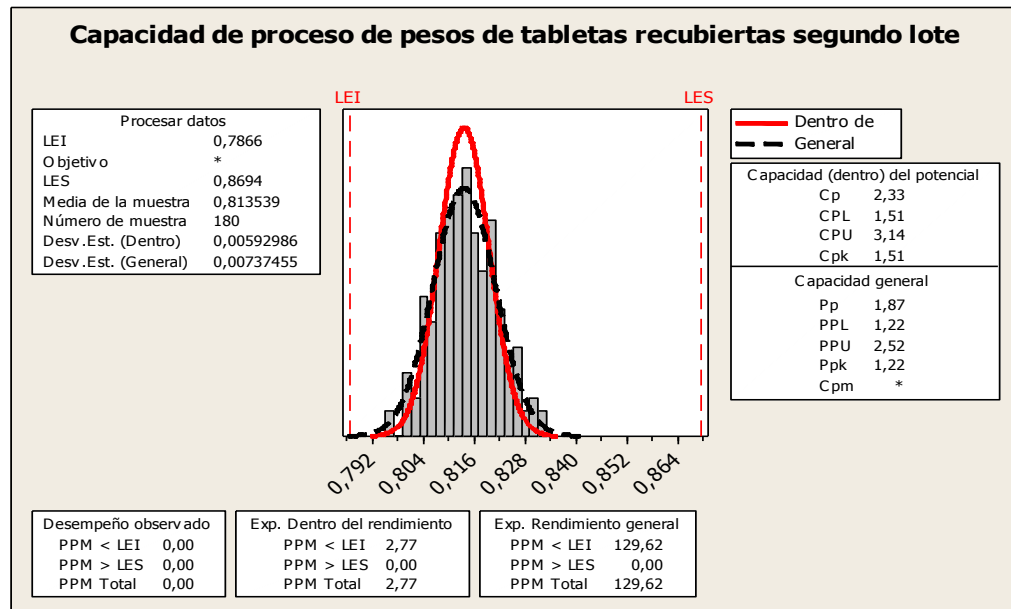 Capacidad de proceso de pesos de tabletas recubiertas segundo lote
LEI
LES
Procesar datos
LEI 0,7866
Objetivo *
LES 0,8694
Media de la muestra 0,813539
Número de muestra 180
Desv.Est. (Dentro) 0,00592986
Desv.Est. (General) 0,00737455
Dentro de
General
Capacidad (dentro) del potencial
Cp 2,33
CPL 1,51
CPU 3,14
Cpk 1,51
Capacidad general
Pp 1,87
PPL 1,22
PPU 2,52
Ppk 1,22
Cpm *
0,792 0,804 0,816 0,828 0,840 0,852 0,864
Desempeño observado
PPM < LEI 0,00
PPM > LES 0,00
PPM Total 0,00
Exp. Dentro del rendimiento
PPM < LEI 2,77
PPM > LES 0,00
PPM Total 2,77
Exp. Rendimiento general
PPM < LEI 129,62
PPM > LES 0,00
PPM Total 129,62